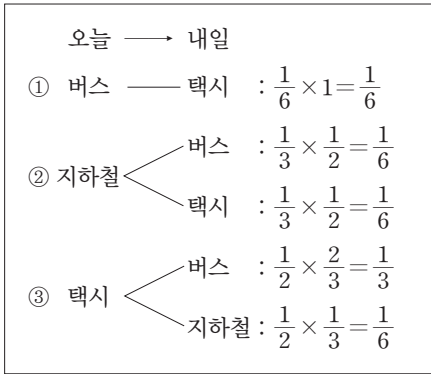 오늘 → 내일
① 버스 — 택시 : 1/6 × 1 = 1/6
버스 : 1/3 × 1/2 = 1/6
② 지하철
택시 : 1/3 × 1/2 = 1/6
버스 : 1/2 × 2/3 = 1/3
③ 택시
지하철 : 1/2 × 1/3 = 1/6